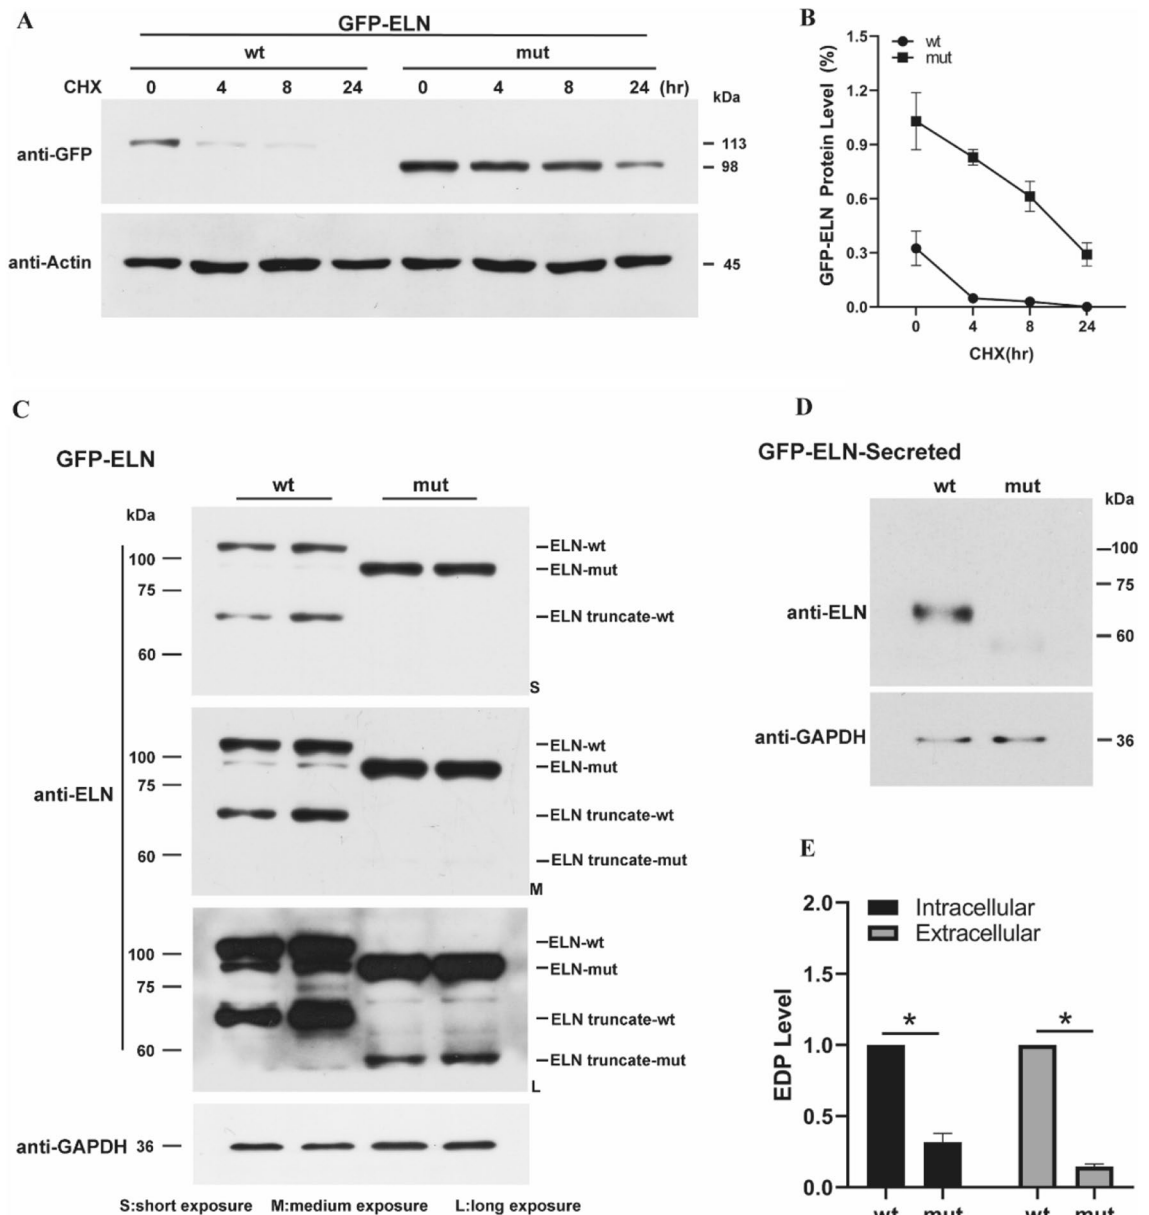 A
GFP-ELN
wt mut
CHX 0 4 8 24 0 4 8 24 (hr)
kDa
anti-GFP
113
98
anti-Actin
45
B
1.5
1.2
0.9
0.6
0.3
0.0
GFP-ELN Protein Level (%)
wt
mut
0 4 8 24
CHX(hr)
C
GFP-ELN
wt mut
kDa
anti-ELN
100
75
60
ELN-wt
ELN-mut
ELN truncate-wt
S
100
75
60
ELN-wt
ELN-mut
ELN truncate-wt
ELN truncate-mut
M
100
75
60
ELN-wt
ELN-mut
ELN truncate-wt
ELN truncate-mut
L
anti-GAPDH 36
S:short exposure M:medium exposure L:long exposure
D
GFP-ELN-Secreted
wt mut
kDa
100
75
anti-ELN
60
anti-GAPDH
36
E
2.0
1.5
1.0
0.5
0.0
EDP Level
Intracellular
Extracellular
* *
wt mut wt mut